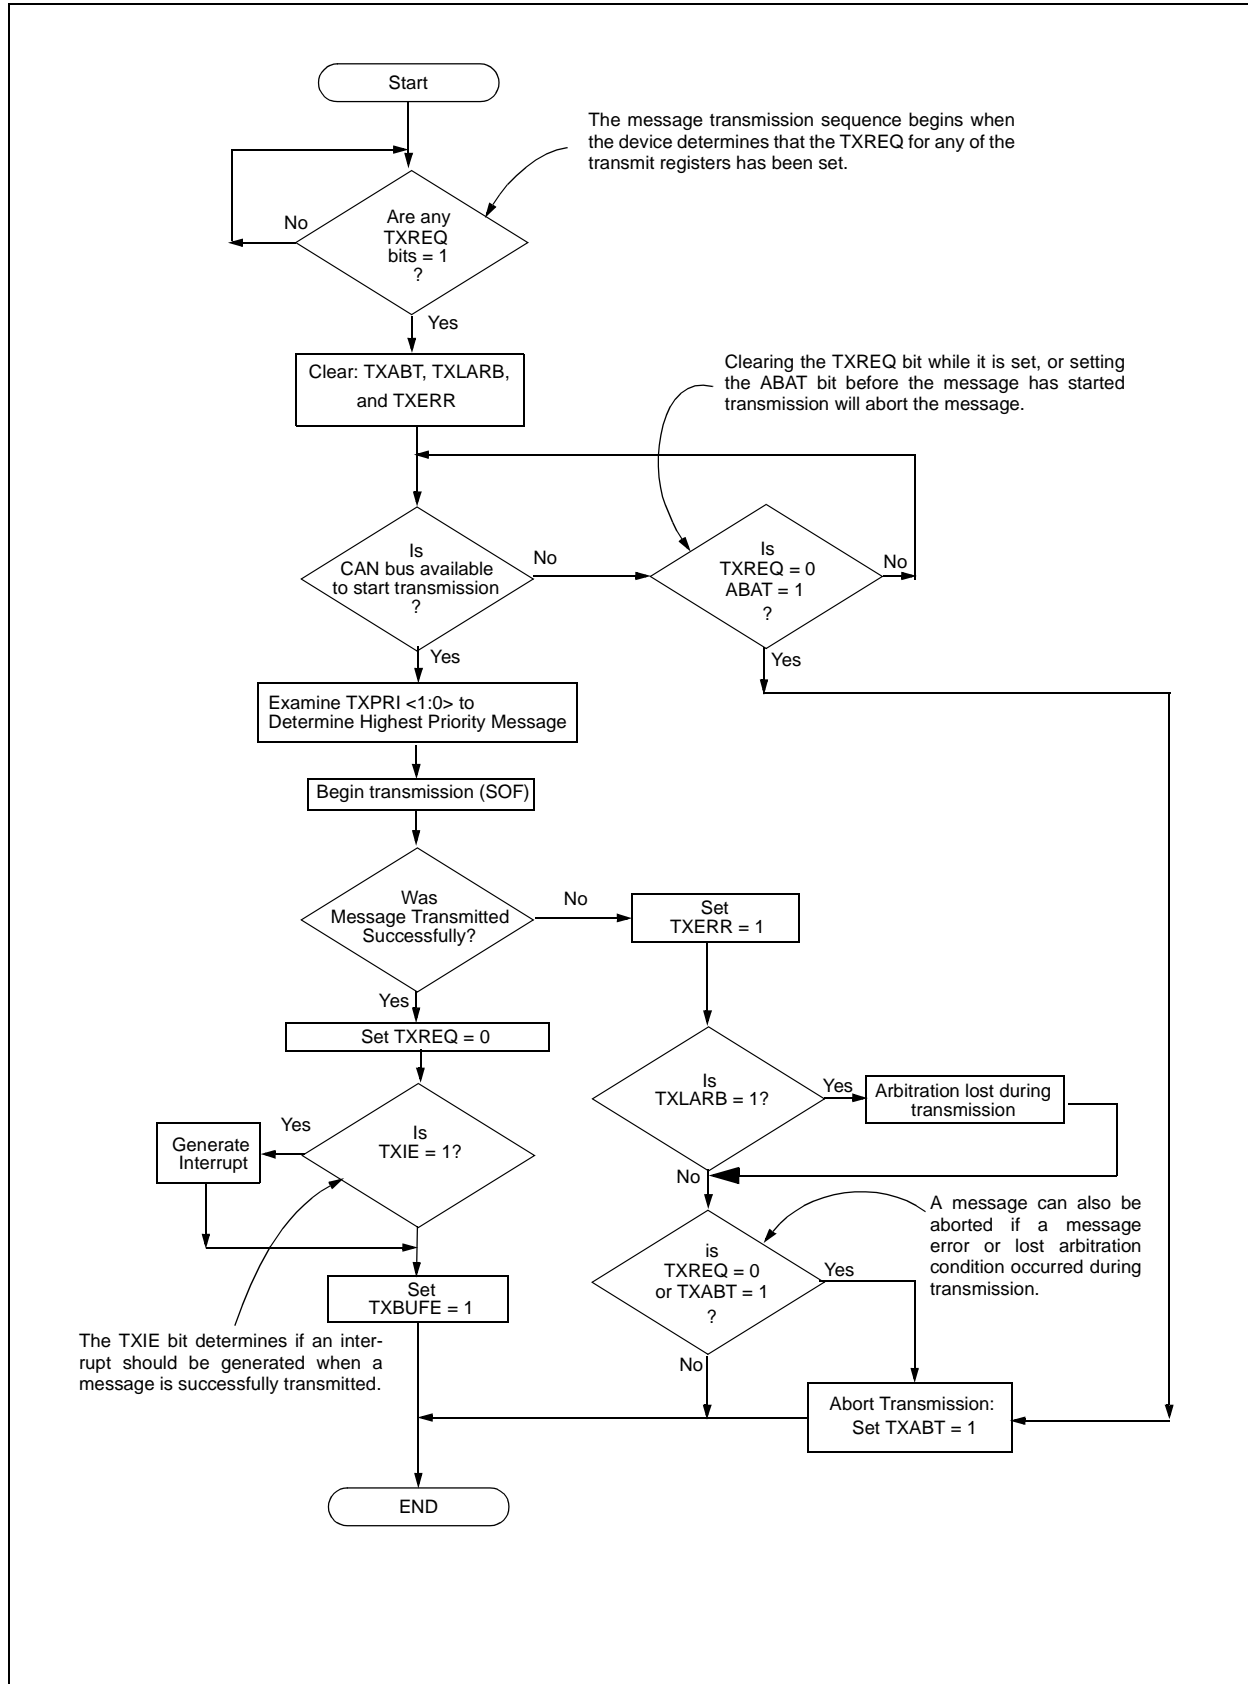 Start
The message transmission sequence begins when
the device determines that the TXREQ for any of the
transmit registers has been set.
No
Are any
TXREQ
bits = 1
?
Yes
Clear: TXABT, TXLARB,
and TXERR
Clearing the TXREQ bit while it is set, or setting
the ABAT bit before the message has started
transmission will abort the message.
Is
CAN bus available
to start transmission
?
No
Is
TXREQ = 0
ABAT = 1
?
No
Yes
Yes
Examine TXPRI <1:0> to
Determine Highest Priority Message
Begin transmission (SOF)
Was
Message Transmitted
Successfully?
No
Set
TXERR = 1
Yes
Set TXREQ = 0
Is
TXLARB = 1?
Yes
Arbitration lost during
transmission
Is
TXIE = 1?
Yes
Generate
Interrupt
No
A message can also be
aborted if a message
error or lost arbitration
condition occurred during
transmission.
is
TXREQ = 0
or TXABT = 1
?
Yes
Set
TXBUFE = 1
The TXIE bit determines if an inter-
rupt should be generated when a
message is successfully transmitted.
No
Abort Transmission:
Set TXABT = 1
END